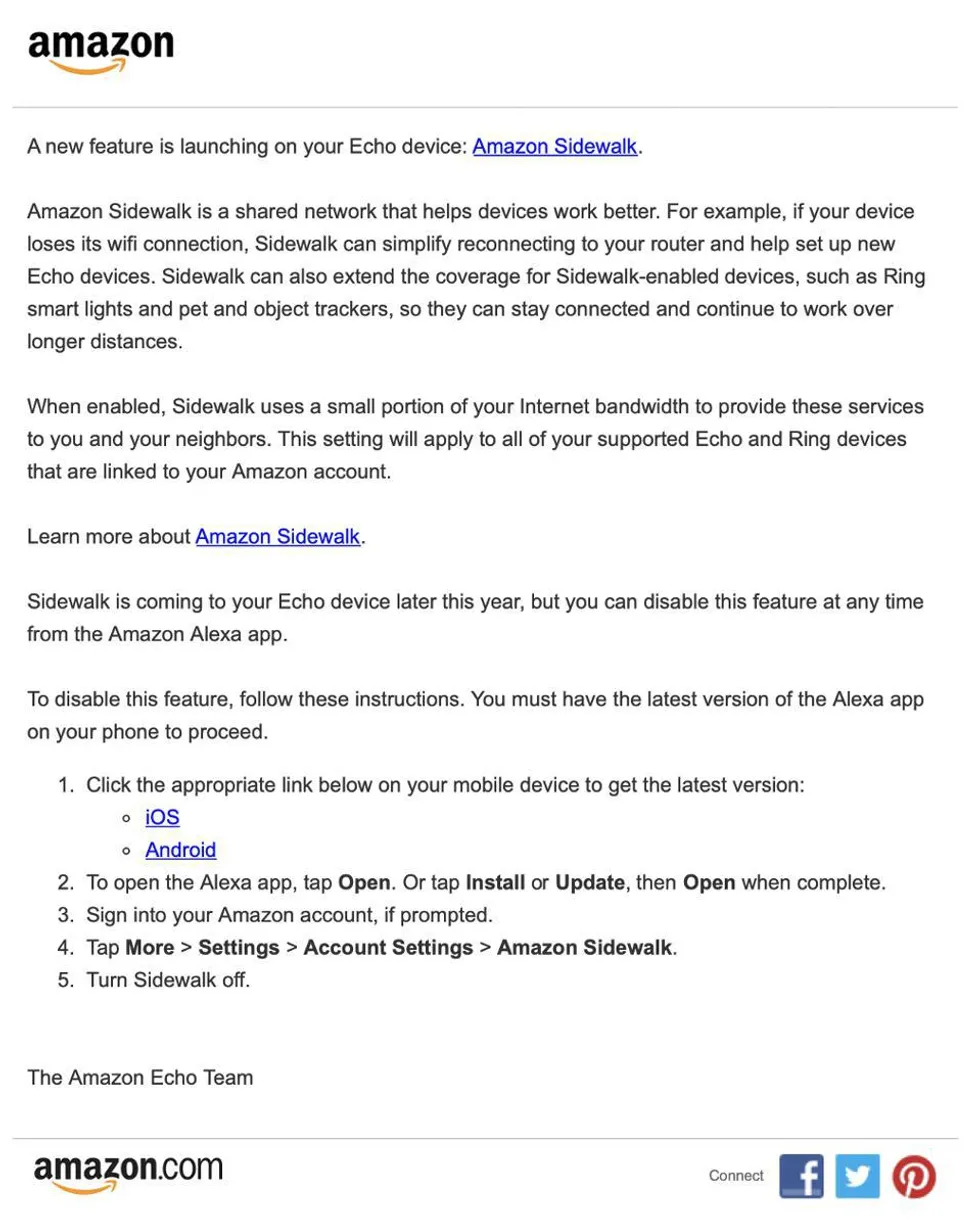 amazon
A new feature is launching on your Echo device: Amazon Sidewalk.
Amazon Sidewalk is a shared network that helps devices work better. For example, if your device
loses its wifi connection, Sidewalk can simplify reconnecting to your router and help set up new
Echo devices. Sidewalk can also extend the coverage for Sidewalk-enabled devices, such as Ring
smart lights and pet and object trackers, so they can stay connected and continue to work over
longer distances.
When enabled, Sidewalk uses a small portion of your Internet bandwidth to provide these services
to you and your neighbors. This setting will apply to all of your supported Echo and Ring devices
that are linked to your Amazon account.
Learn more about Amazon Sidewalk.
Sidewalk is coming to your Echo device later this year, but you can disable this feature at any time
from the Amazon Alexa app.
To disable this feature, follow these instructions. You must have the latest version of the Alexa app
on your phone to proceed.
1. Click the appropriate link below on your mobile device to get the latest version:
◦ iOS
◦ Android
2. To open the Alexa app, tap Open. Or tap Install or Update, then Open when complete.
3. Sign into your Amazon account, if prompted.
4. Tap More > Settings > Account Settings > Amazon Sidewalk.
5. Turn Sidewalk off.
The Amazon Echo Team
amazon.com
Connect